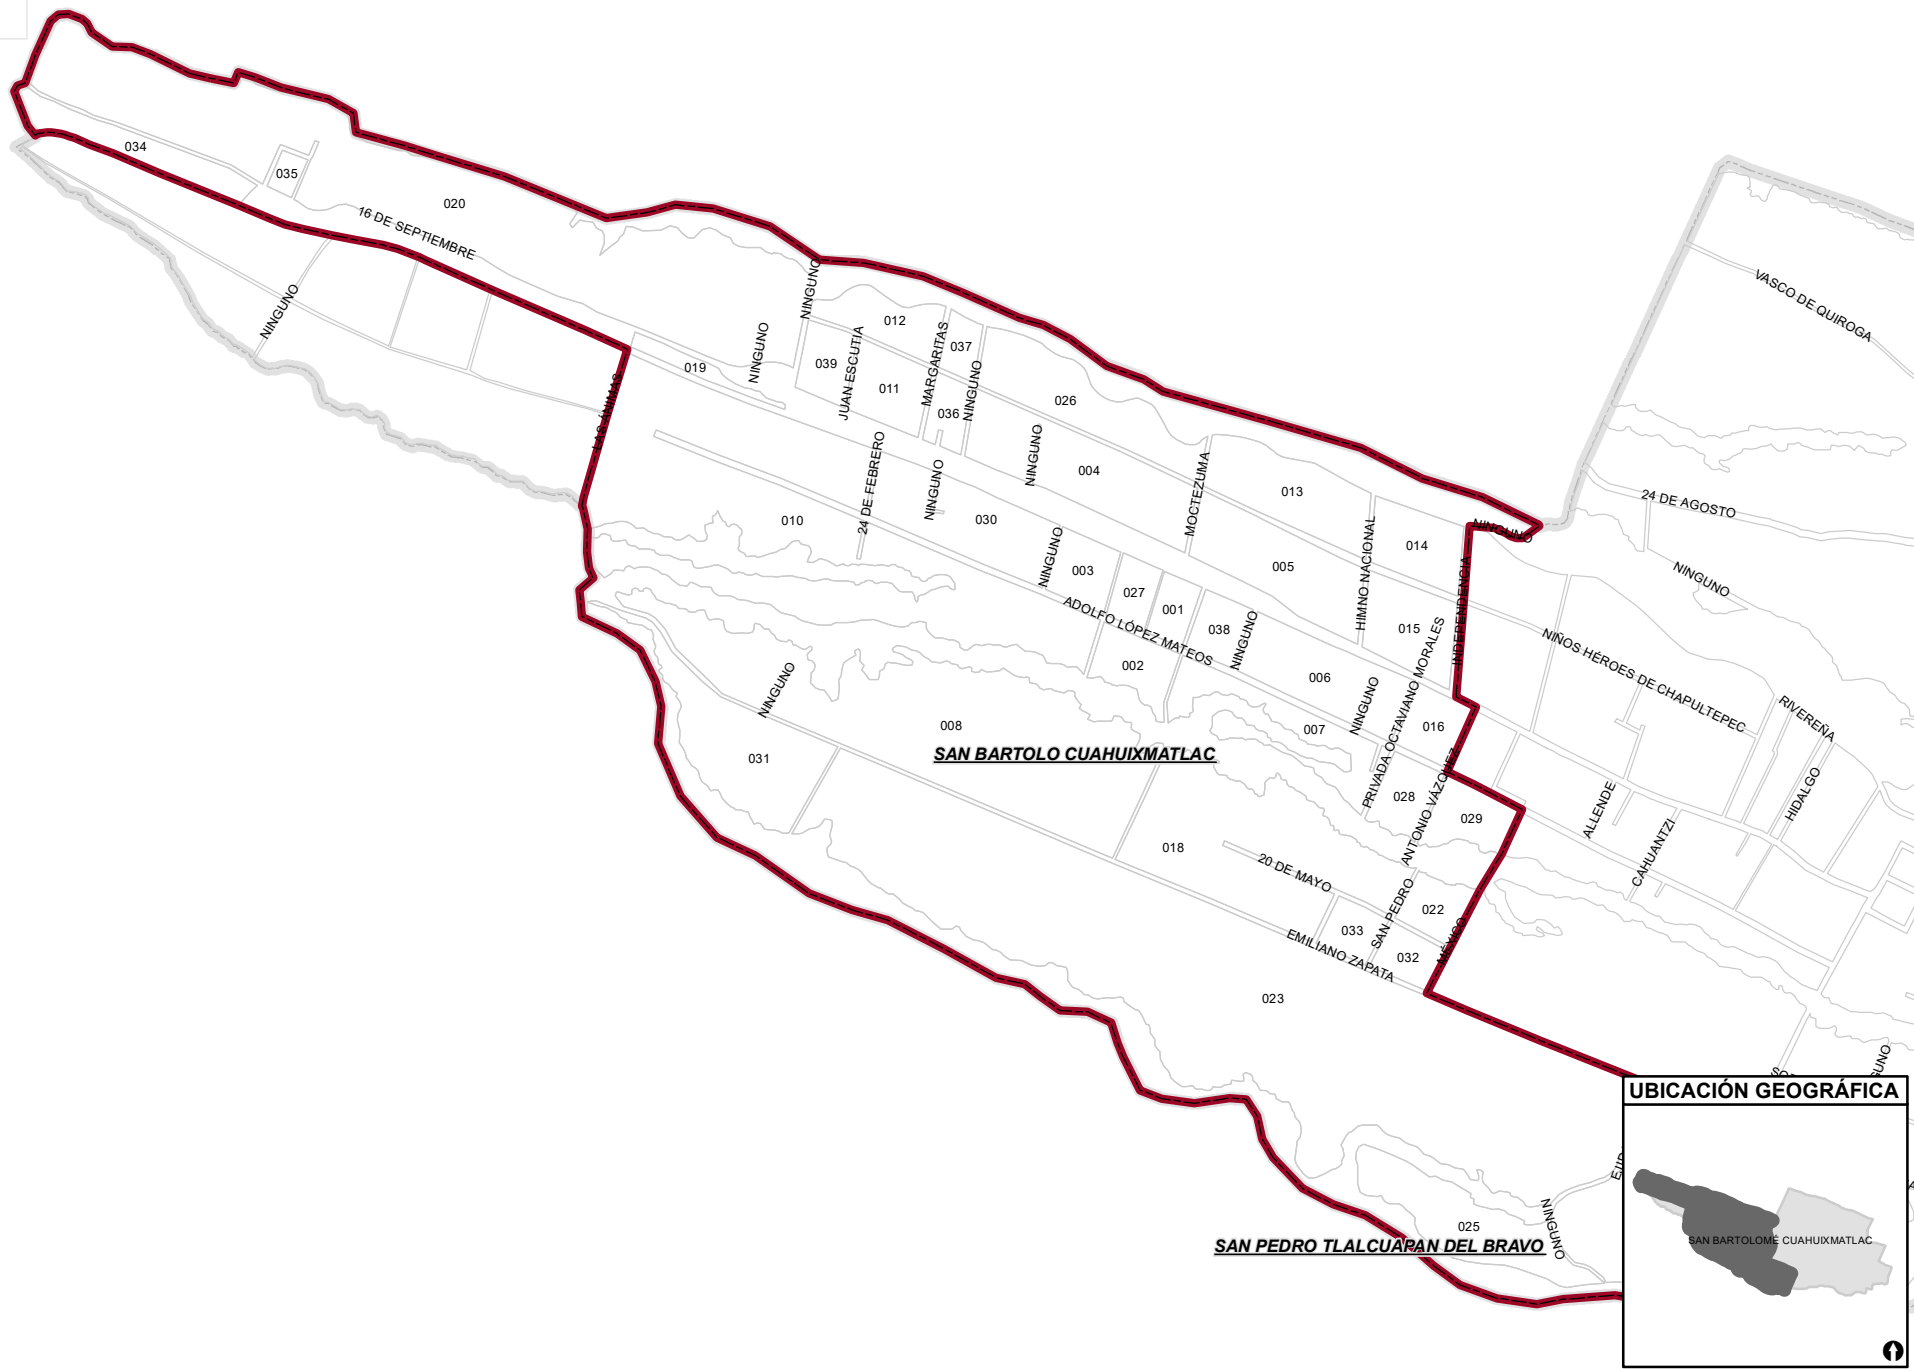 034
035
020
16 DE SEPTIEMBRE
NINGUNO
NINGUNO
NINGUNO
LAS ÁNIMAS
019
039
JUAN ESCUTIA
012
011
MARGARITAS
037
036
NINGUNO
026
VASCO DE QUIROGA
24 DE FEBRERO
NINGUNO
NINGUNO
004
MOCTEZUMA
013
010
030
24 DE AGOSTO
NINGUNO
014
NINGUNO
HIMNO NACIONAL
INDEPENDENCIA
005
NINGUNO
003
027
001
038
NINGUNO
ADOLFO LÓPEZ MATEOS
002
015
PRIVADA OCTAVIANO MORALES
NIÑOS HÉROES DE CHAPULTEPEC
RIVEREÑA
NINGUNO
006
NINGUNO
007
016
008
031
SAN BARTOLO CUAHUIXMATLAC
028
ANTONIO VÁZQUEZ
029
ALLENDE
HIDALGO
CAHUANTZI
018
20 DE MAYO
SAN PEDRO
022
033
032
MÉXICO
EMILIANO ZAPATA
023
025
NINGUNO
SAN PEDRO TLALCUAPAN DEL BRAVO
UBICACIÓN GEOGRÁFICA
SAN BARTOLOMÉ CUAHUIXMATLAC